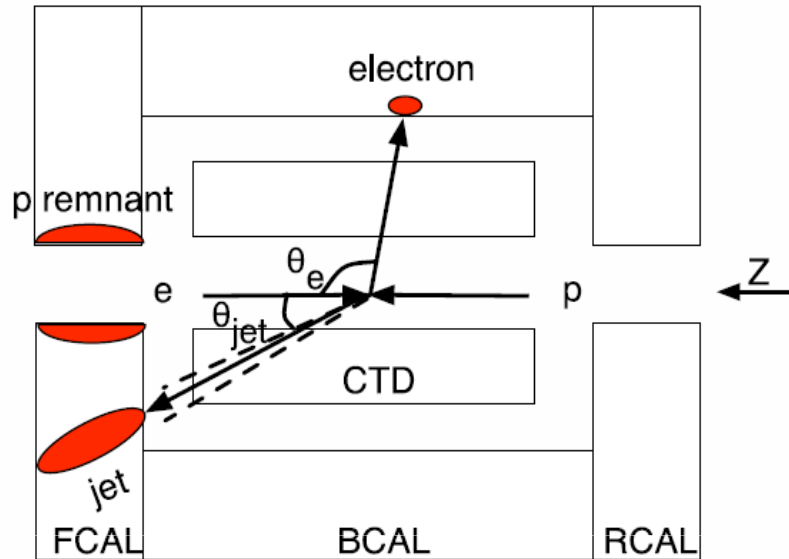 electron
p remnant
θe
e
p
Z
θjet
CTD
jet
FCAL
BCAL
RCAL